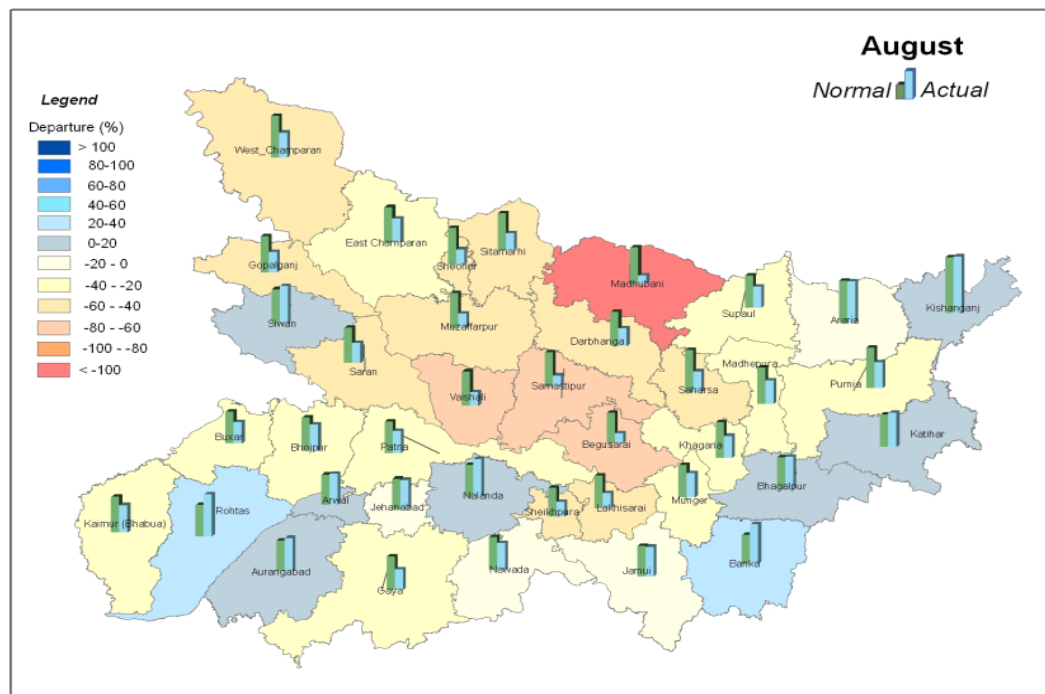 August
Normal Actual
Legend
Departure (%)
> 100
80-100
60-80
40-60
20-40
0-20
-20 - 0
-40 - -20
-60 - -40
-80 - -60
-100 - -80
< -100
West_Champaran
East Champaran
Gopalganj
Sheohar
Sitamarhi
Madhubani
Siwan
Mozaffarpur
Darbhanga
Supaul
Araria
Kishanganj
Saran
Vaishali
Samastipur
Saharsa
Madhepura
Purnia
Begusarai
Khagaria
Katihar
Buxar
Bhojpur
Patna
Nalanda
Munger
Bhagalpur
Kaimur (Bhabua)
Rohtas
Arwal
Jehanabad
Sheikhpura
Lakhisarai
Aurangabad
Gaya
Nawada
Jamui
Banka